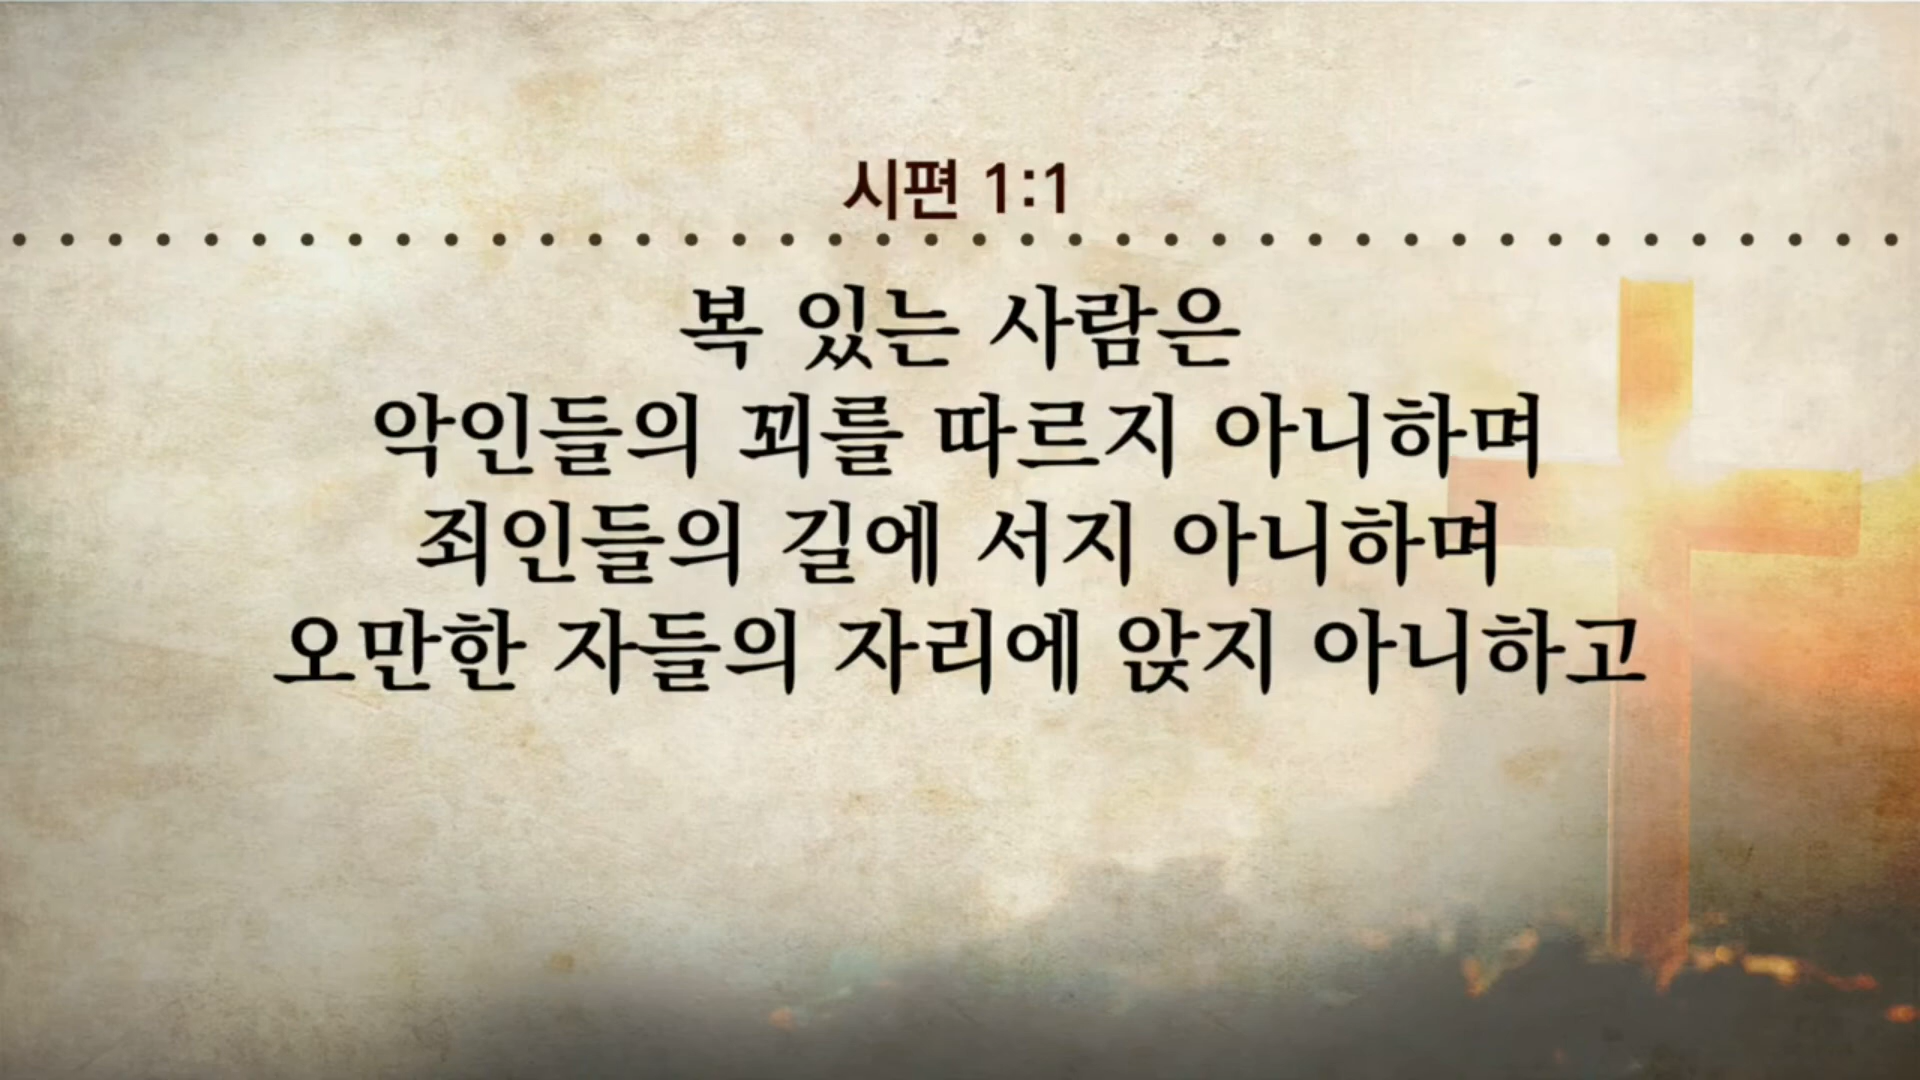 시편 1:1
복 있는 사람은
악인들의 꾀를 따르지 아니하며
죄인들의 길에 서지 아니하며
오만한 자들의 자리에 앉지 아니하고